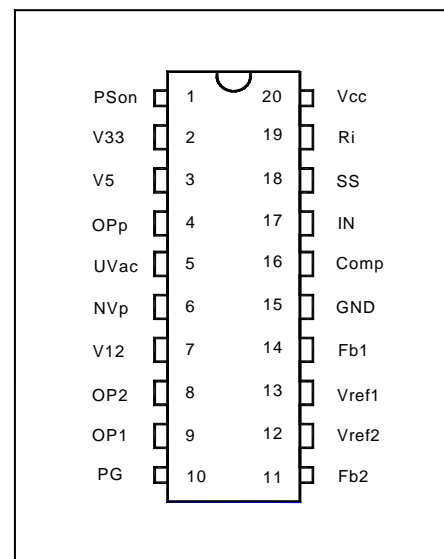 PSon 1 20 Vcc
V33 2 19 Ri
V5 3 18 SS
OPp 4 17 IN
UVac 5 16 Comp
NVp 6 15 GND
V12 7 14 Fb1
OP2 8 13 Vref1
OP1 9 12 Vref2
PG 10 11 Fb2